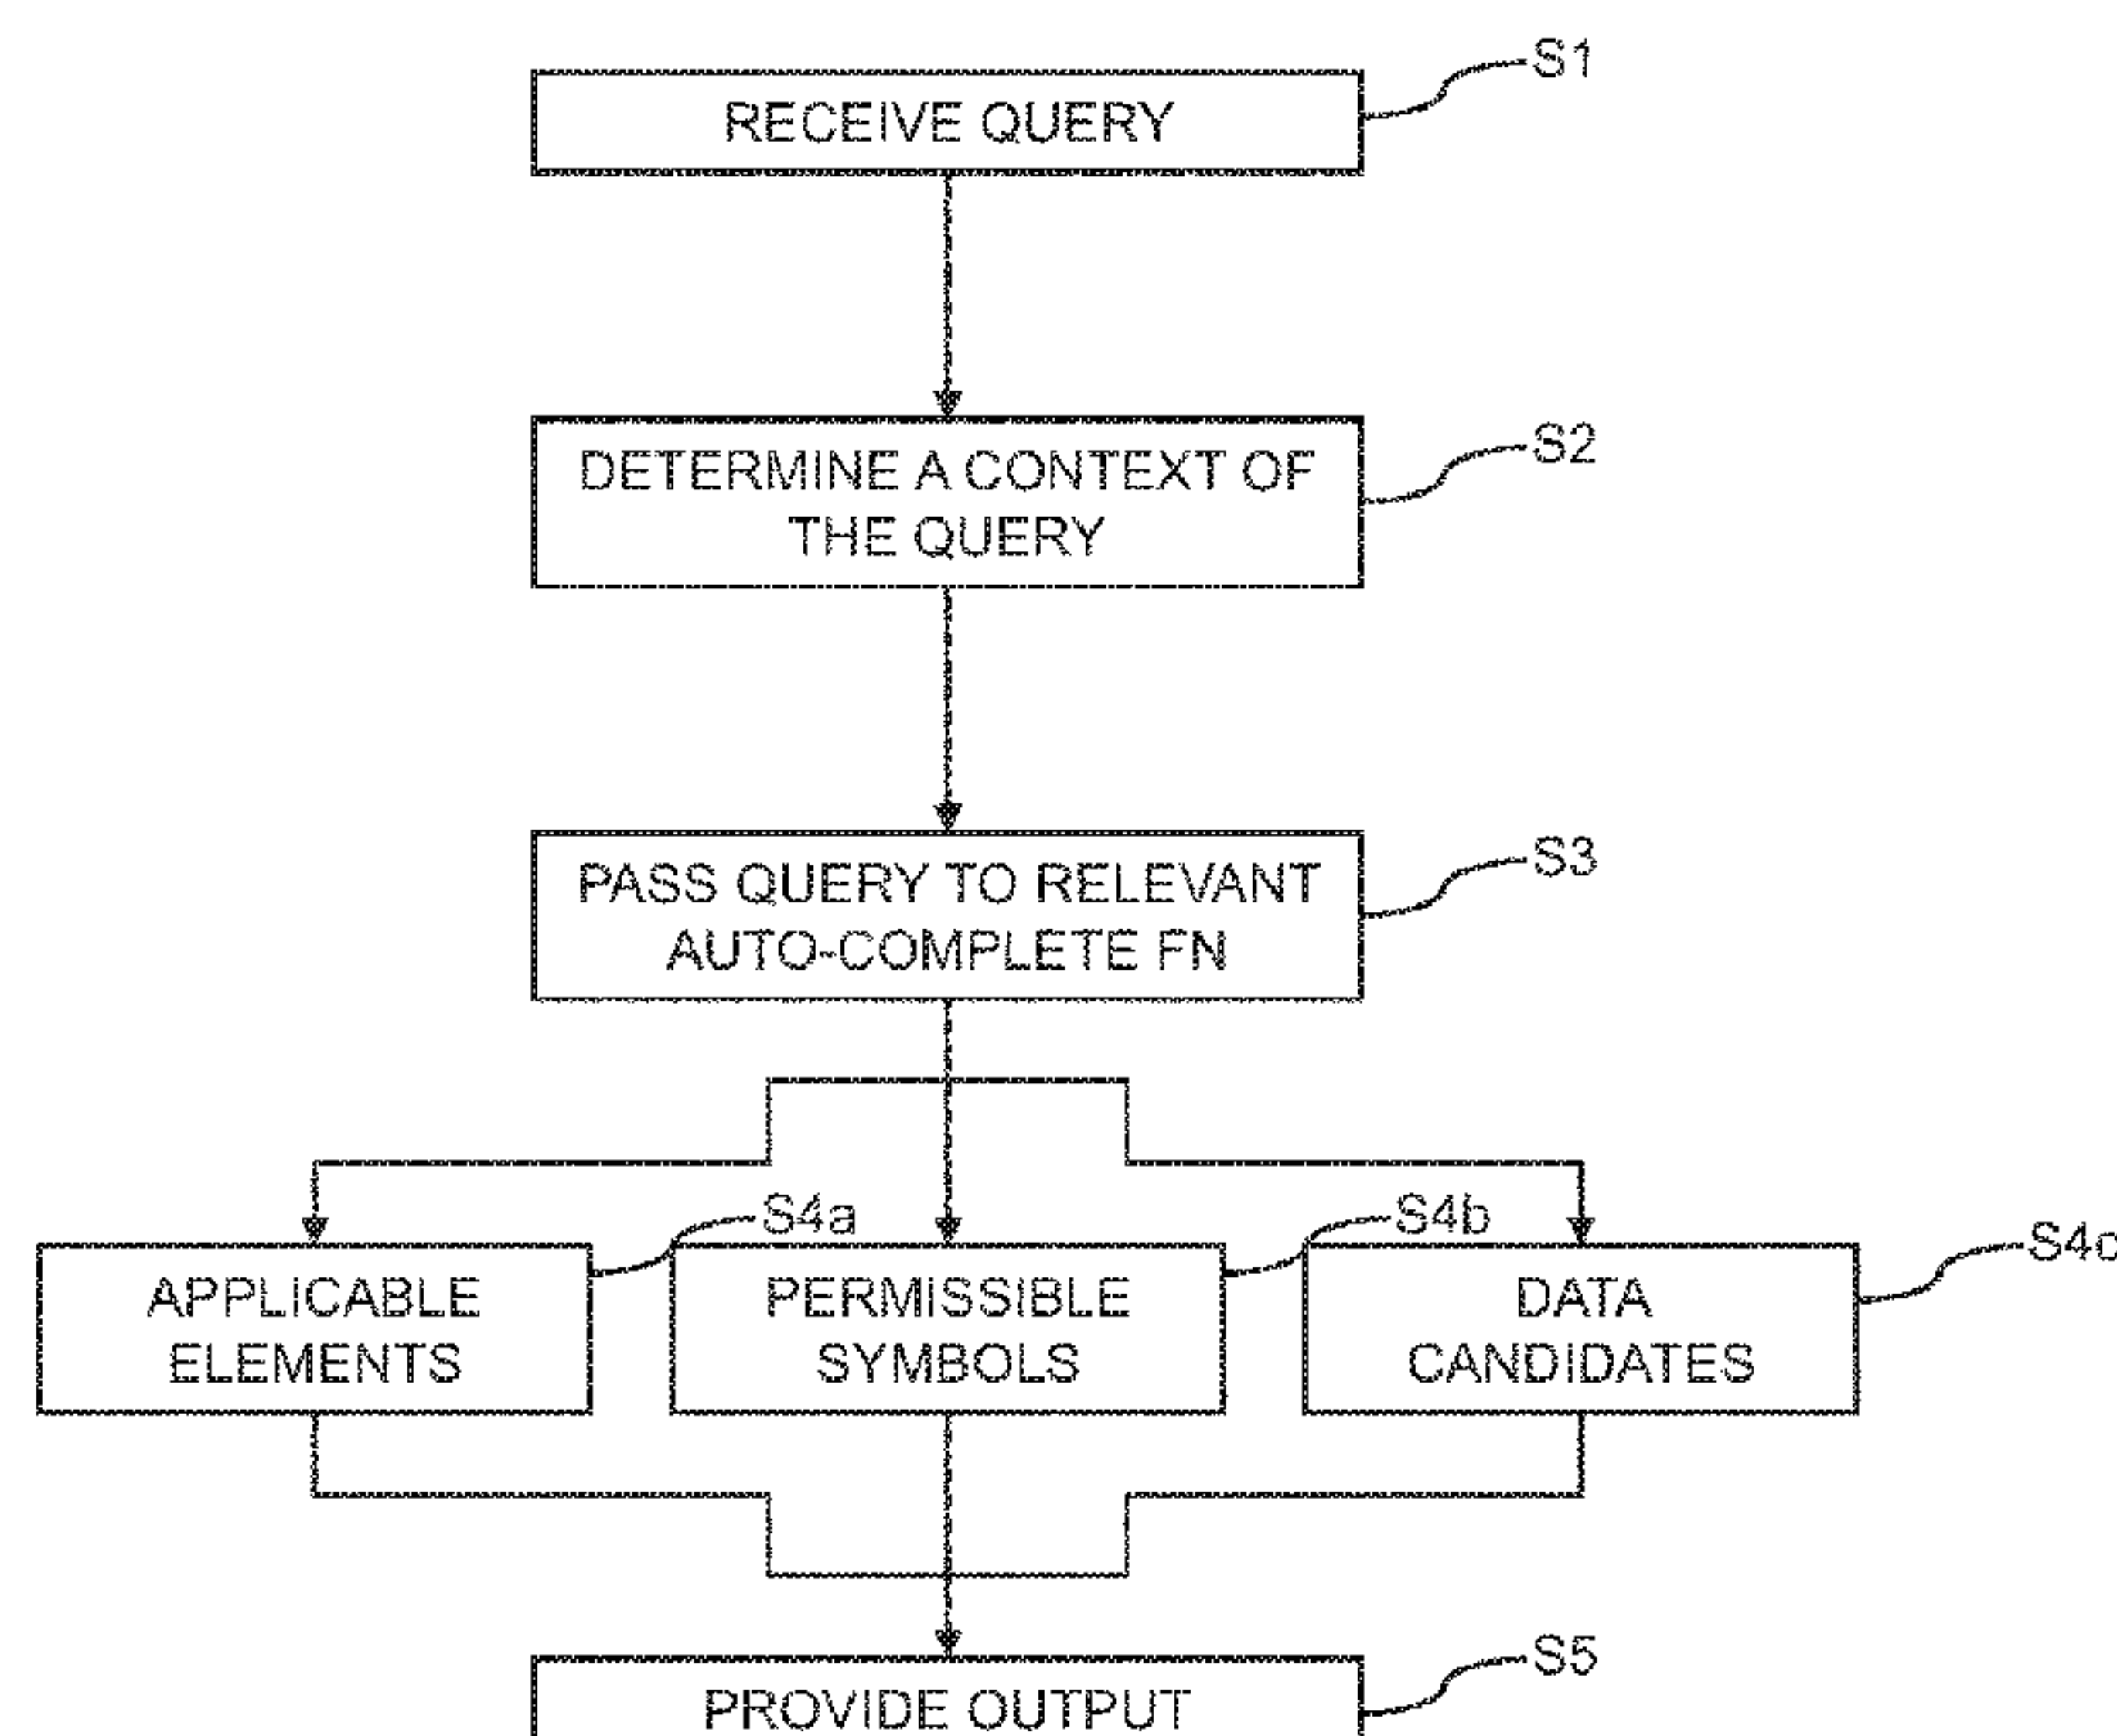 S1
RECEIVE QUERY
S2
DETERMINE A CONTEXT OF
THE QUERY
S3
PASS QUERY TO RELEVANT
AUTO-COMPLETE FN
S4a
S4b
S4c
APPLICABLE
ELEMENTS
PERMISSIBLE
SYMBOLS
DATA
CANDIDATES
S5
PROVIDE OUTPUT